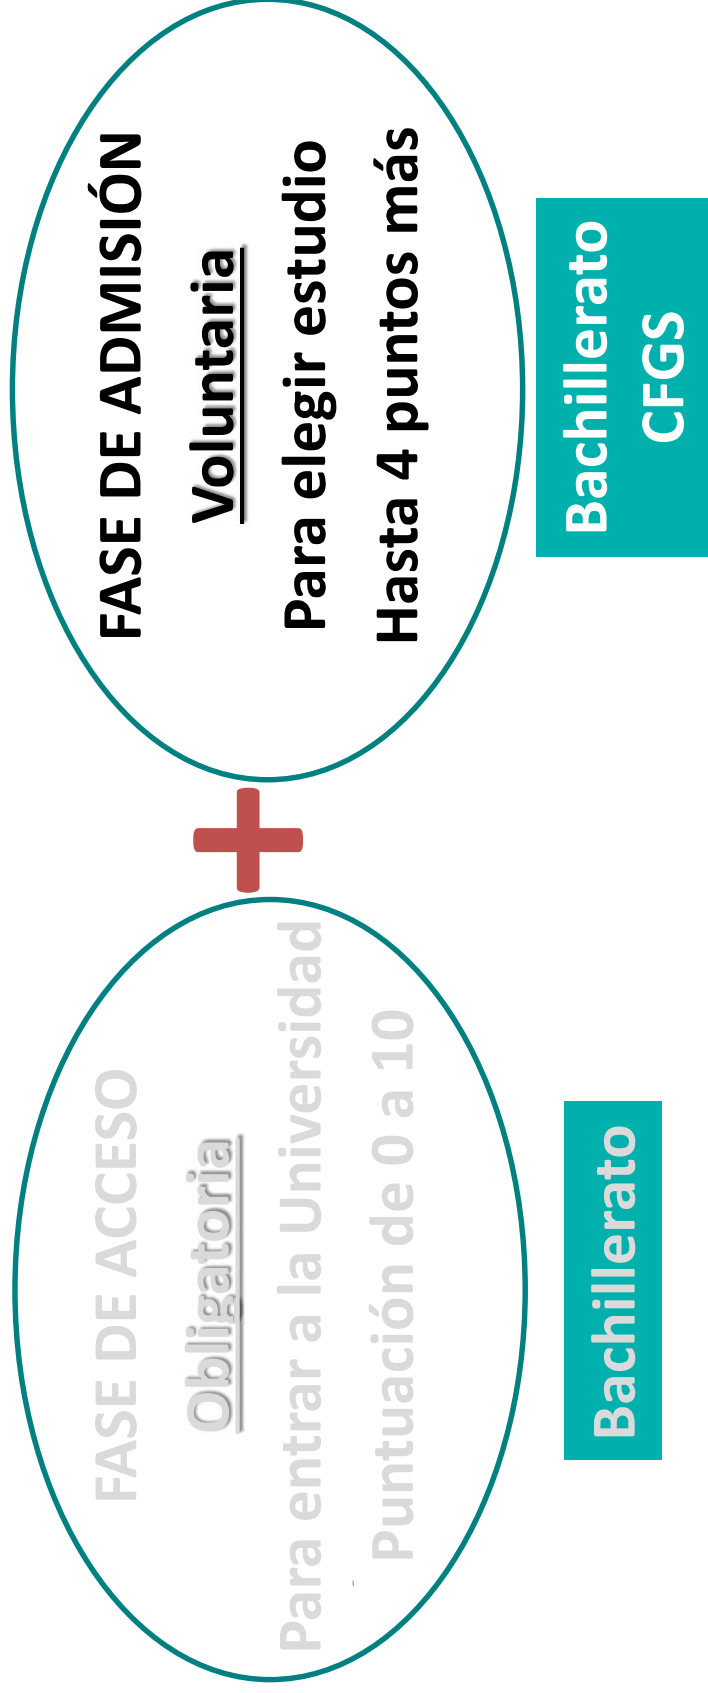 FASE DE ACCESO
Obligatoria
Para entrar a la Universidad
Puntuación de 0 a 10
Bachillerato
FASE DE ADMISIÓN
Voluntaria
Para elegir estudio
Hasta 4 puntos más
Bachillerato
CFGS